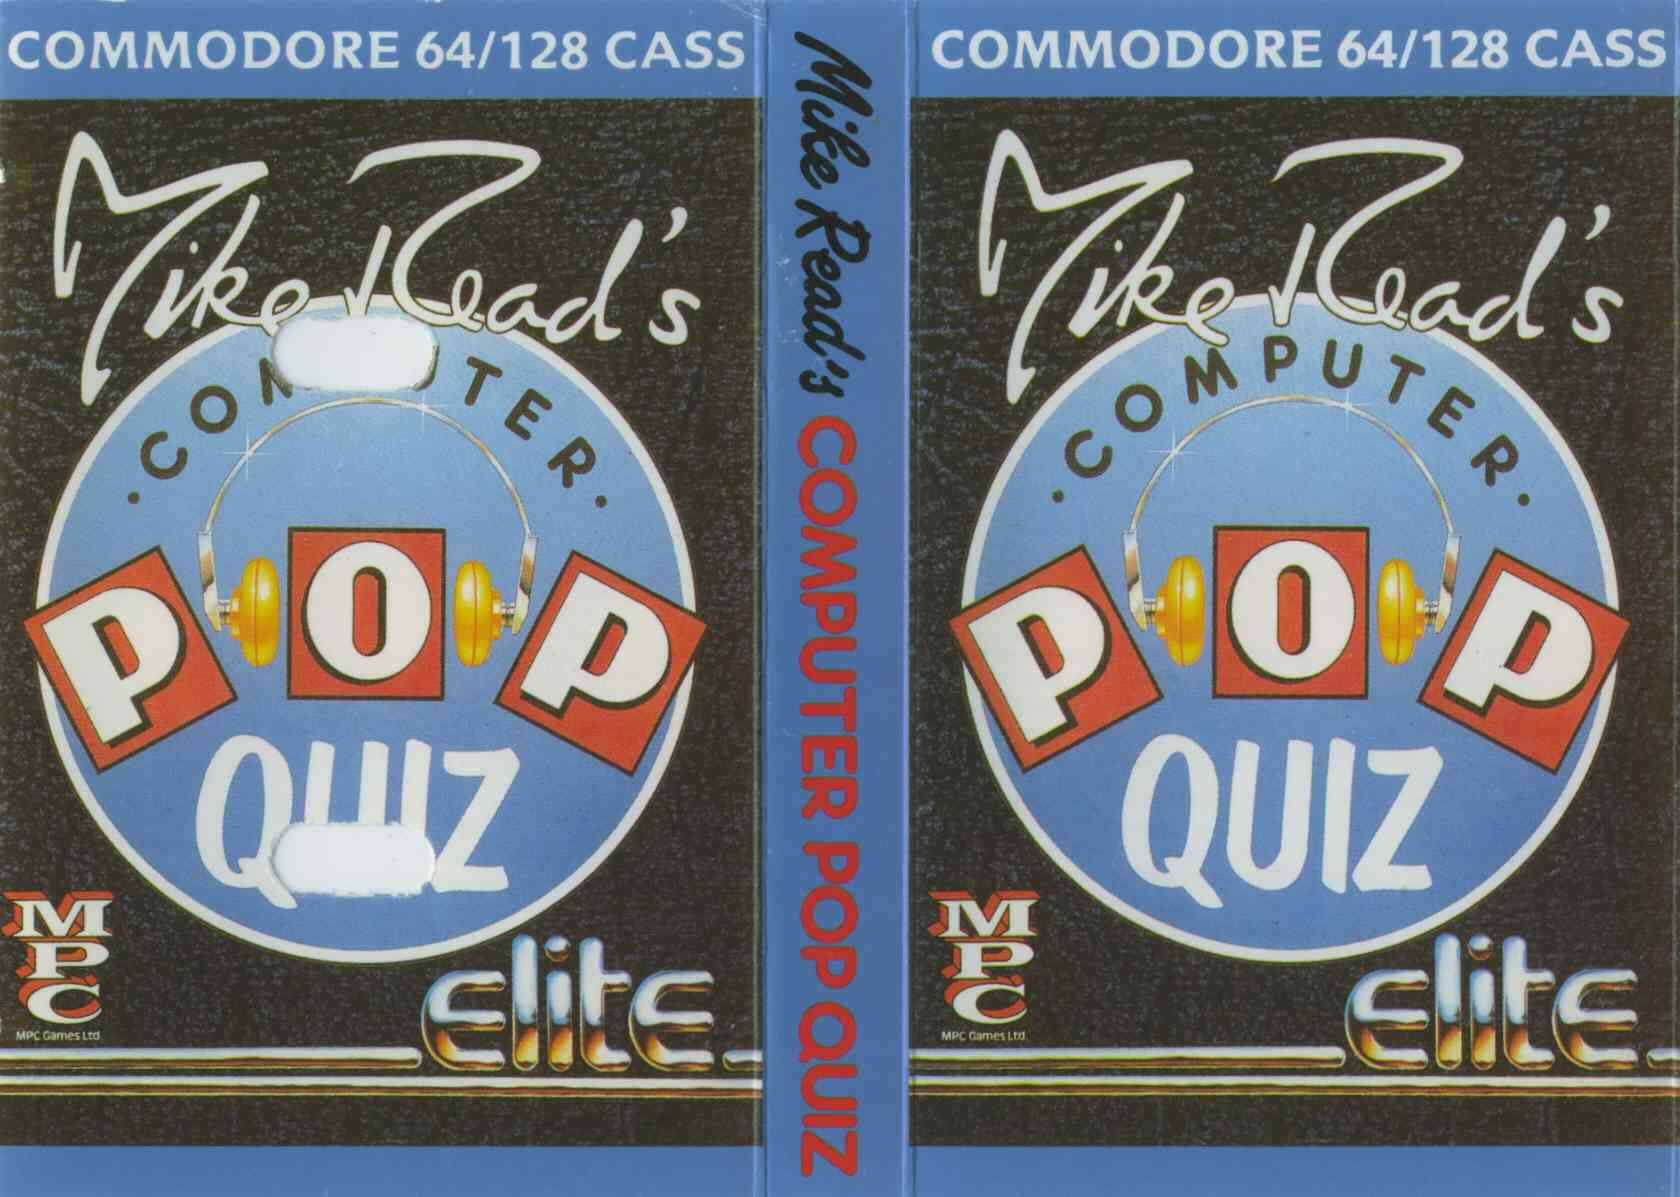 COMMODORE 64/128 CASS
Mike Read's
COMPUTER
POP
QUIZ
MPC
MPC Games Ltd.
elite
Mike Read's COMPUTER POP QUIZ
COMMODORE 64/128 CASS
Mike Read's
COMPUTER
POP
QUIZ
MPC
MPC Games Ltd.
elite